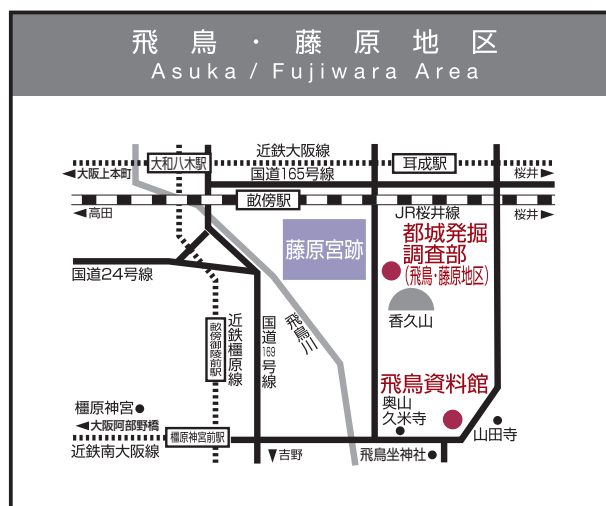 飛鳥・藤原地区
Asuka / Fujiwara Area
近鉄大阪線
大和八木駅
耳成駅
◀大阪上本町
国道165号線
桜井▶
畝傍駅
◀高田
JR桜井線
桜井▶
藤原宮跡
都城発掘
調査部
(飛鳥・藤原地区)
国道24号線
香久山
畝傍御陵前駅
近鉄橿原線
国道169号線
飛鳥川
飛鳥資料館
橿原神宮
奥山
久米寺
◀大阪阿部野橋
橿原神宮前駅
山田寺
近鉄南大阪線
▼吉野
飛鳥坐神社